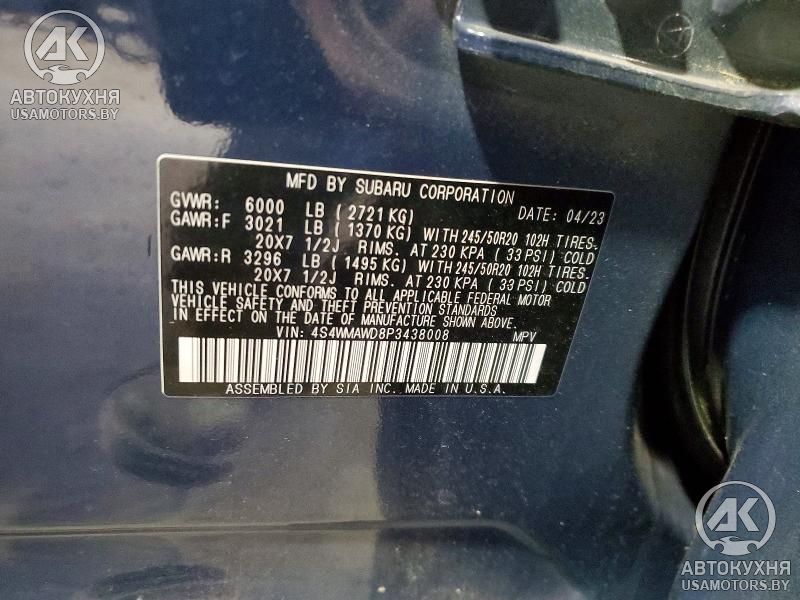 AK
АВТОКУХНЯ
USAMOTORS.BY
MFD BY SUBARU CORPORATION
GVWR: 6000 LB ( 2721 KG) DATE: 04/23
GAWR:F 3021 LB ( 1370 KG) WITH 245/50R20 102H TIRES.
20X7 1/2J RIMS. AT 230 KPA ( 33 PSI) COLD
GAWR:R 3296 LB ( 1495 KG) WITH 245/50R20 102H TIRES.
20X7 1/2J RIMS. AT 230 KPA ( 33 PSI) COLD
THIS VEHICLE CONFORMS TO ALL APPLICABLE FEDERAL MOTOR
VEHICLE SAFETY AND THEFT PREVENTION STANDARDS
IN EFFECT ON THE DATE OF MANUFACTURE SHOWN ABOVE.
VIN: 4S4WMAWD8P3438008 MPV
ASSEMBLED BY SIA INC. MADE IN U.S.A.
AK
АВТОКУХНЯ
USAMOTORS.BY